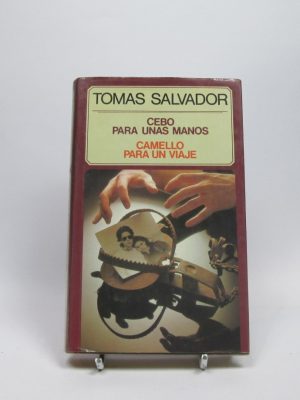 TOMAS SALVADOR
CEBO
PARA UNAS MANOS
CAMELLO
PARA UN VIAJE